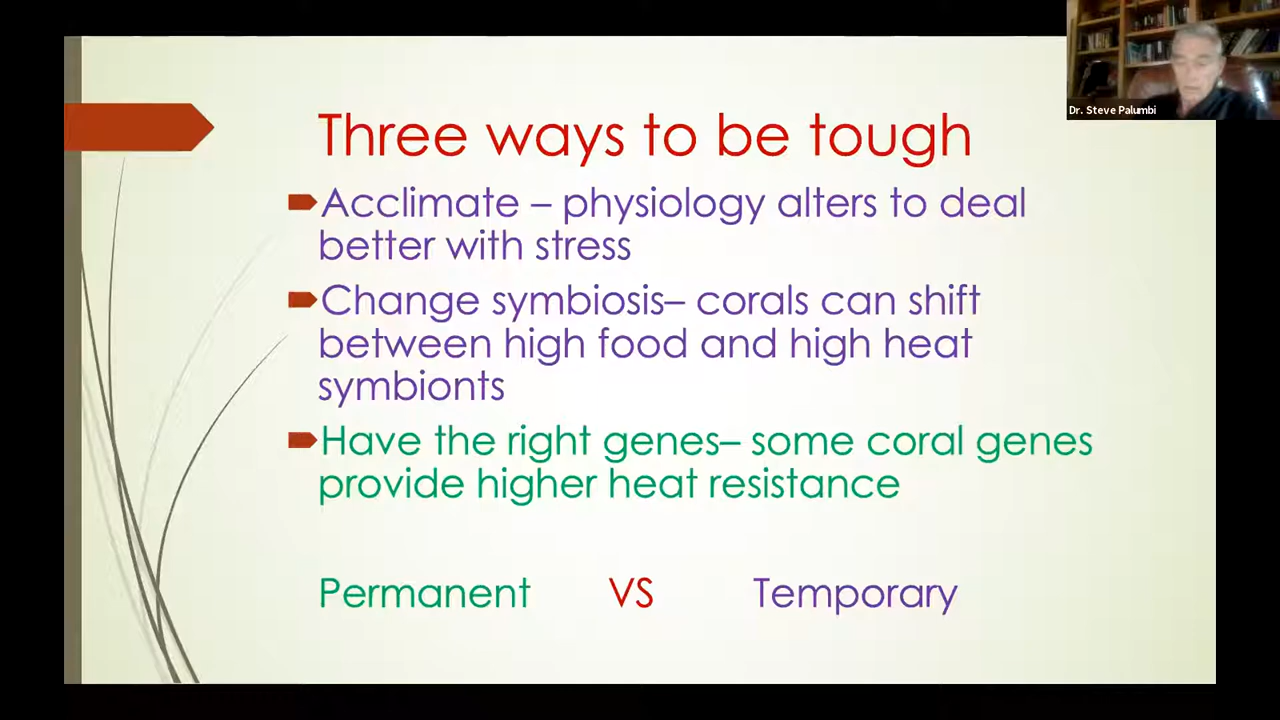 Dr. Steve Palumbi
Three ways to be tough
Acclimate – physiology alters to deal
better with stress
Change symbiosis– corals can shift
between high food and high heat
symbionts
Have the right genes– some coral genes
provide higher heat resistance
Permanent VS Temporary